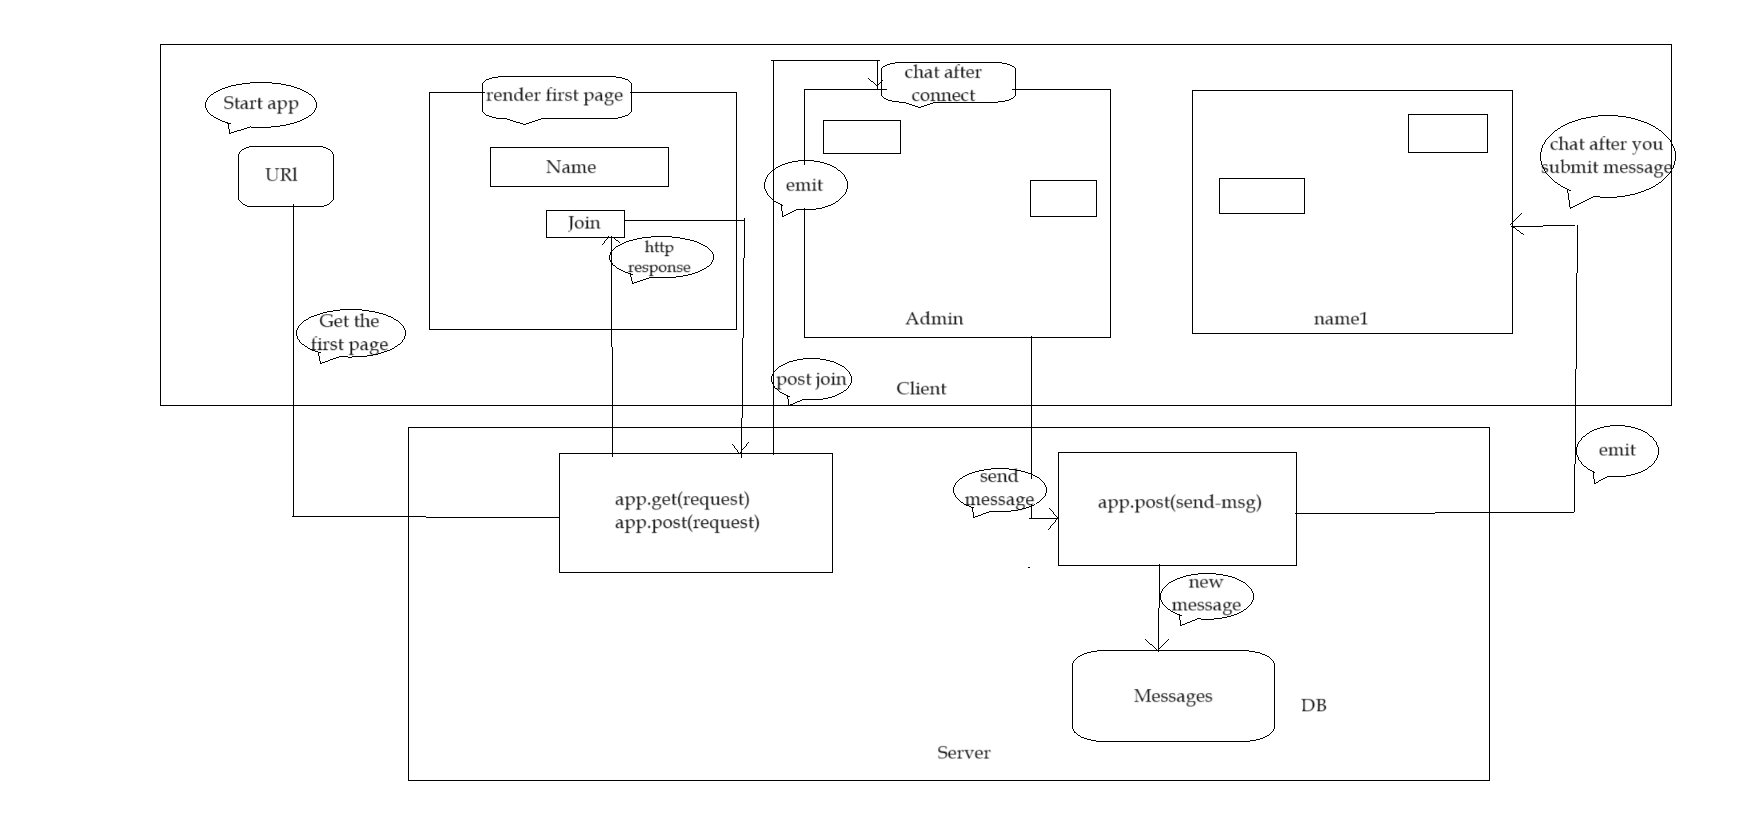 Start app
URl
render first page
Name
Join
http
response
Get the
first page
chat after
connect
emit
Admin
post join
Client
name1
chat after you
submit message
emit
app.get(request)
app.post(request)
send
message
app.post(send-msg)
new
message
Messages
DB
Server